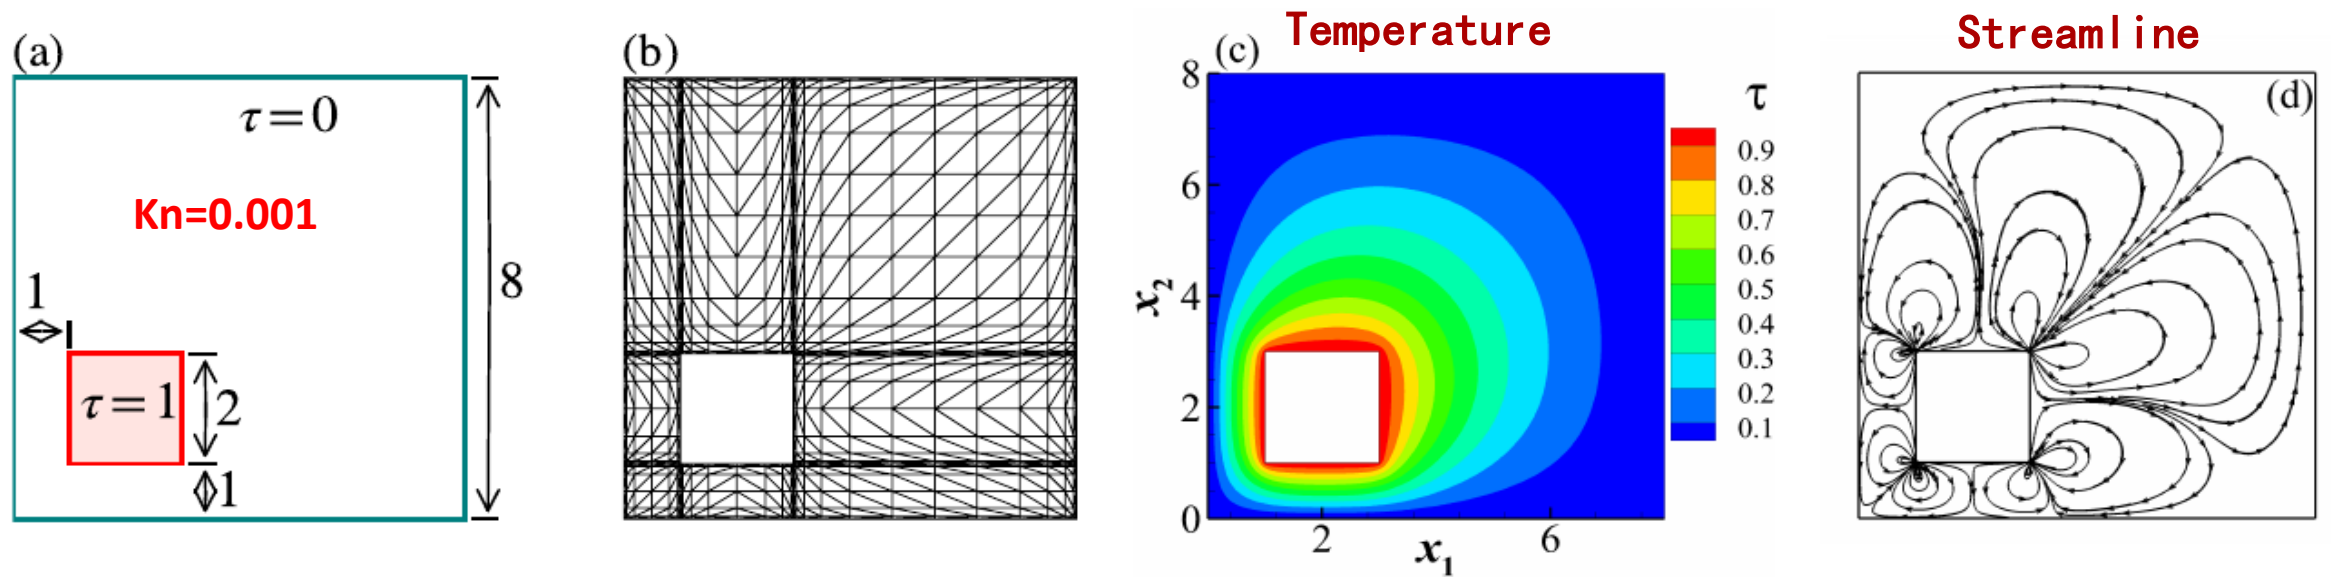 (a)
τ=0
Kn=0.001
1
τ=1
2
1
8
(b)
(c) Temperature
8
6
4
2
0
x₂
2 6
x₁
τ
0.9
0.8
0.7
0.6
0.5
0.4
0.3
0.2
0.1
Streamline
(d)